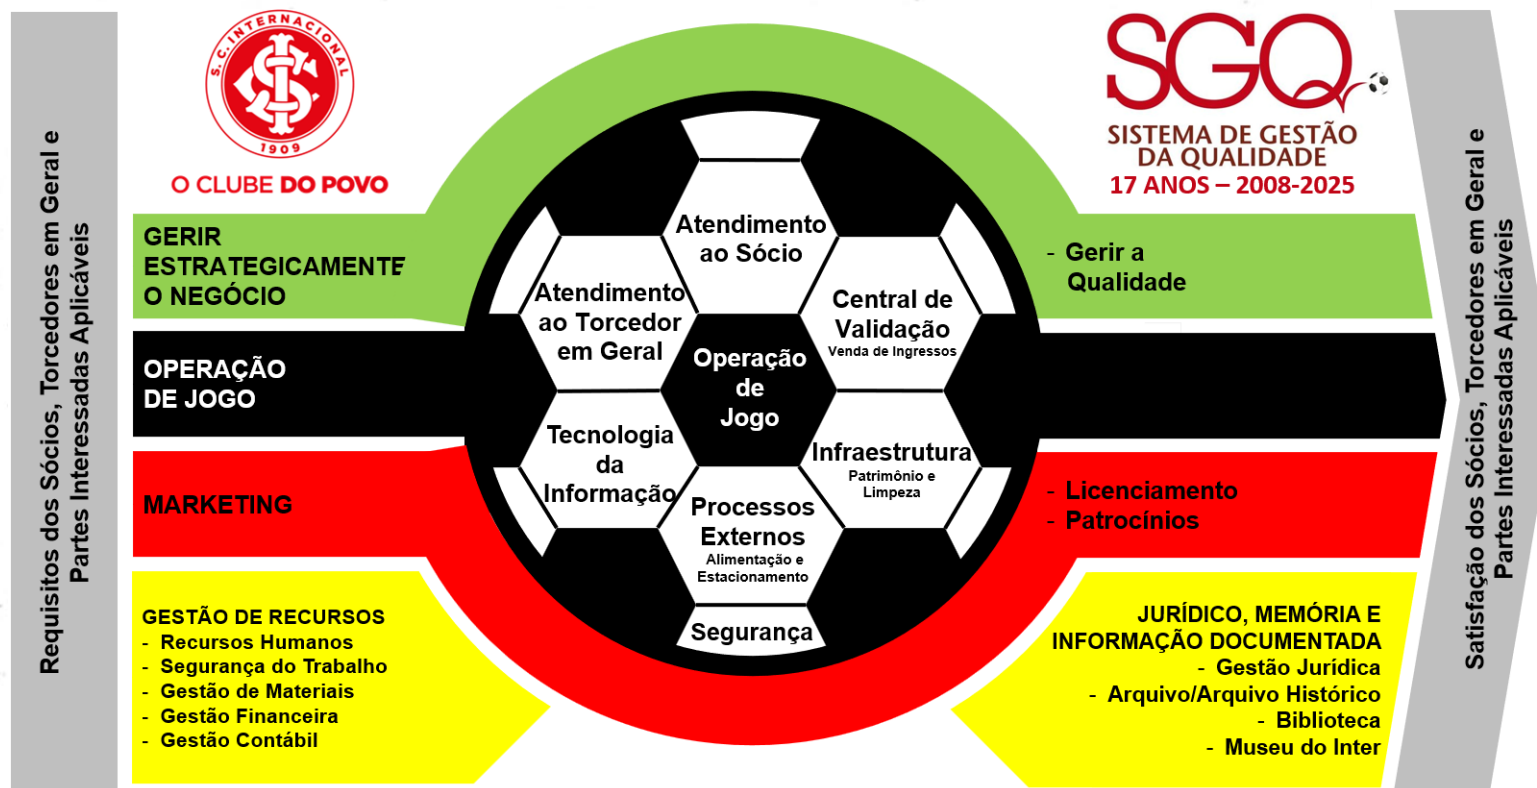 Requisitos dos Sócios, Torcedores em Geral e
Partes Interessadas Aplicáveis
S. C. INTERNACIONAL
SCI
1909
O CLUBE DO POVO
SGQ
SISTEMA DE GESTÃO
DA QUALIDADE
17 ANOS – 2008-2025
GERIR
ESTRATEGICAMENTE
O NEGÓCIO
- Gerir a
Qualidade
OPERAÇÃO
DE JOGO
MARKETING
- Licenciamento
- Patrocínios
Atendimento
ao Sócio
Atendimento
ao Torcedor
em Geral
Central de
Validação
Venda de Ingressos
Operação
de
Jogo
Tecnologia
da
Informação
Infraestrutura
Patrimônio e
Limpeza
Processos
Externos
Alimentação e
Estacionamento
Segurança
GESTÃO DE RECURSOS
- Recursos Humanos
- Segurança do Trabalho
- Gestão de Materiais
- Gestão Financeira
- Gestão Contábil
JURÍDICO, MEMÓRIA E
INFORMAÇÃO DOCUMENTADA
- Gestão Jurídica
- Arquivo/Arquivo Histórico
- Biblioteca
- Museu do Inter
Satisfação dos Sócios, Torcedores em Geral e
Partes Interessadas Aplicáveis